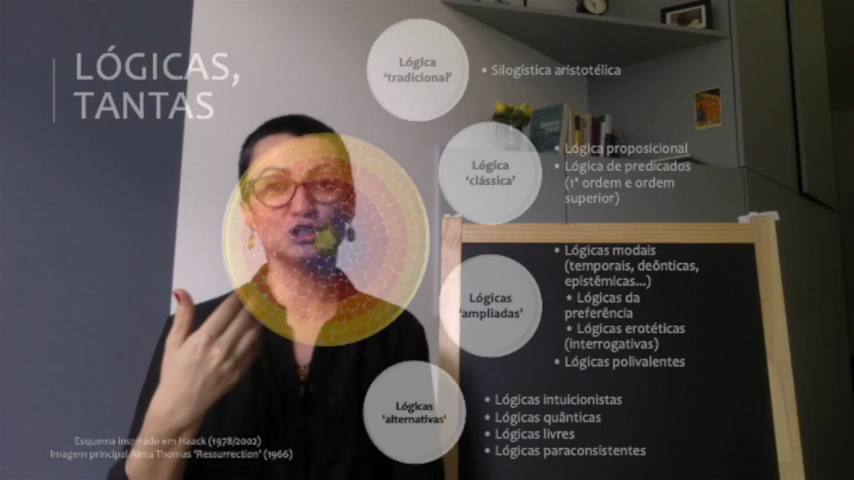 LÓGICAS,
TANTAS
Lógica
'tradicional'
• Silogística aristotélica
Lógica
'clássica'
• Lógica proposicional
• Lógica de predicados
(1ª ordem e ordem
superior)
Lógicas
'ampliadas'
• Lógicas modais
(temporais, deônticas,
epistêmicas...)
• Lógicas da
preferência
• Lógicas erotéticas
(interrogativas)
• Lógicas polivalentes
Lógicas
'alternativas'
• Lógicas intuicionistas
• Lógicas quânticas
• Lógicas livres
• Lógicas paraconsistentes
Esquema inspirado em Haack (1978/2002)
Imagem principal Alma Thomas 'Ressurrection' (1966)